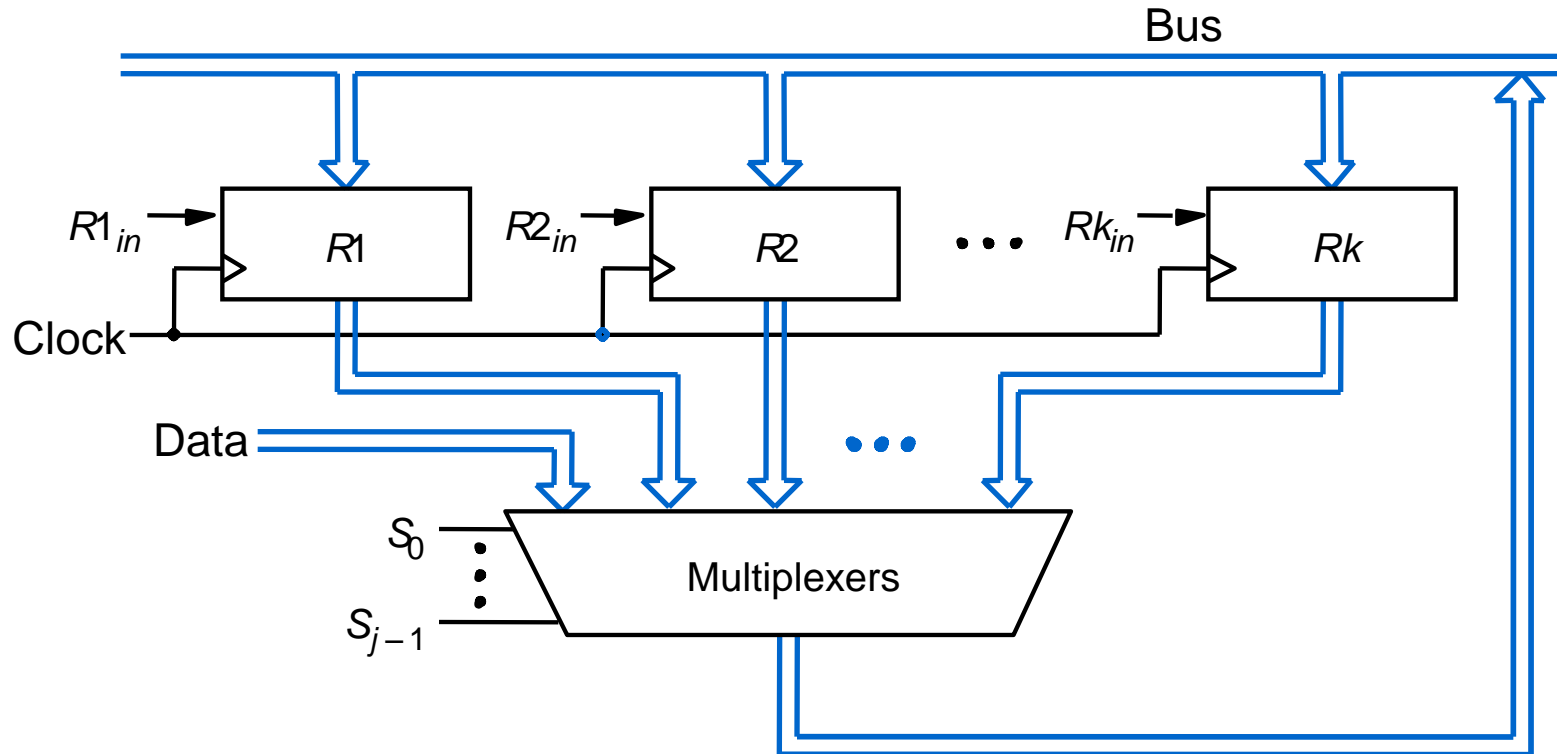 Bus
R1in
R1
R2in
R2
Rkin
Rk
Clock
Data
S0
Multiplexers
Sj – 1